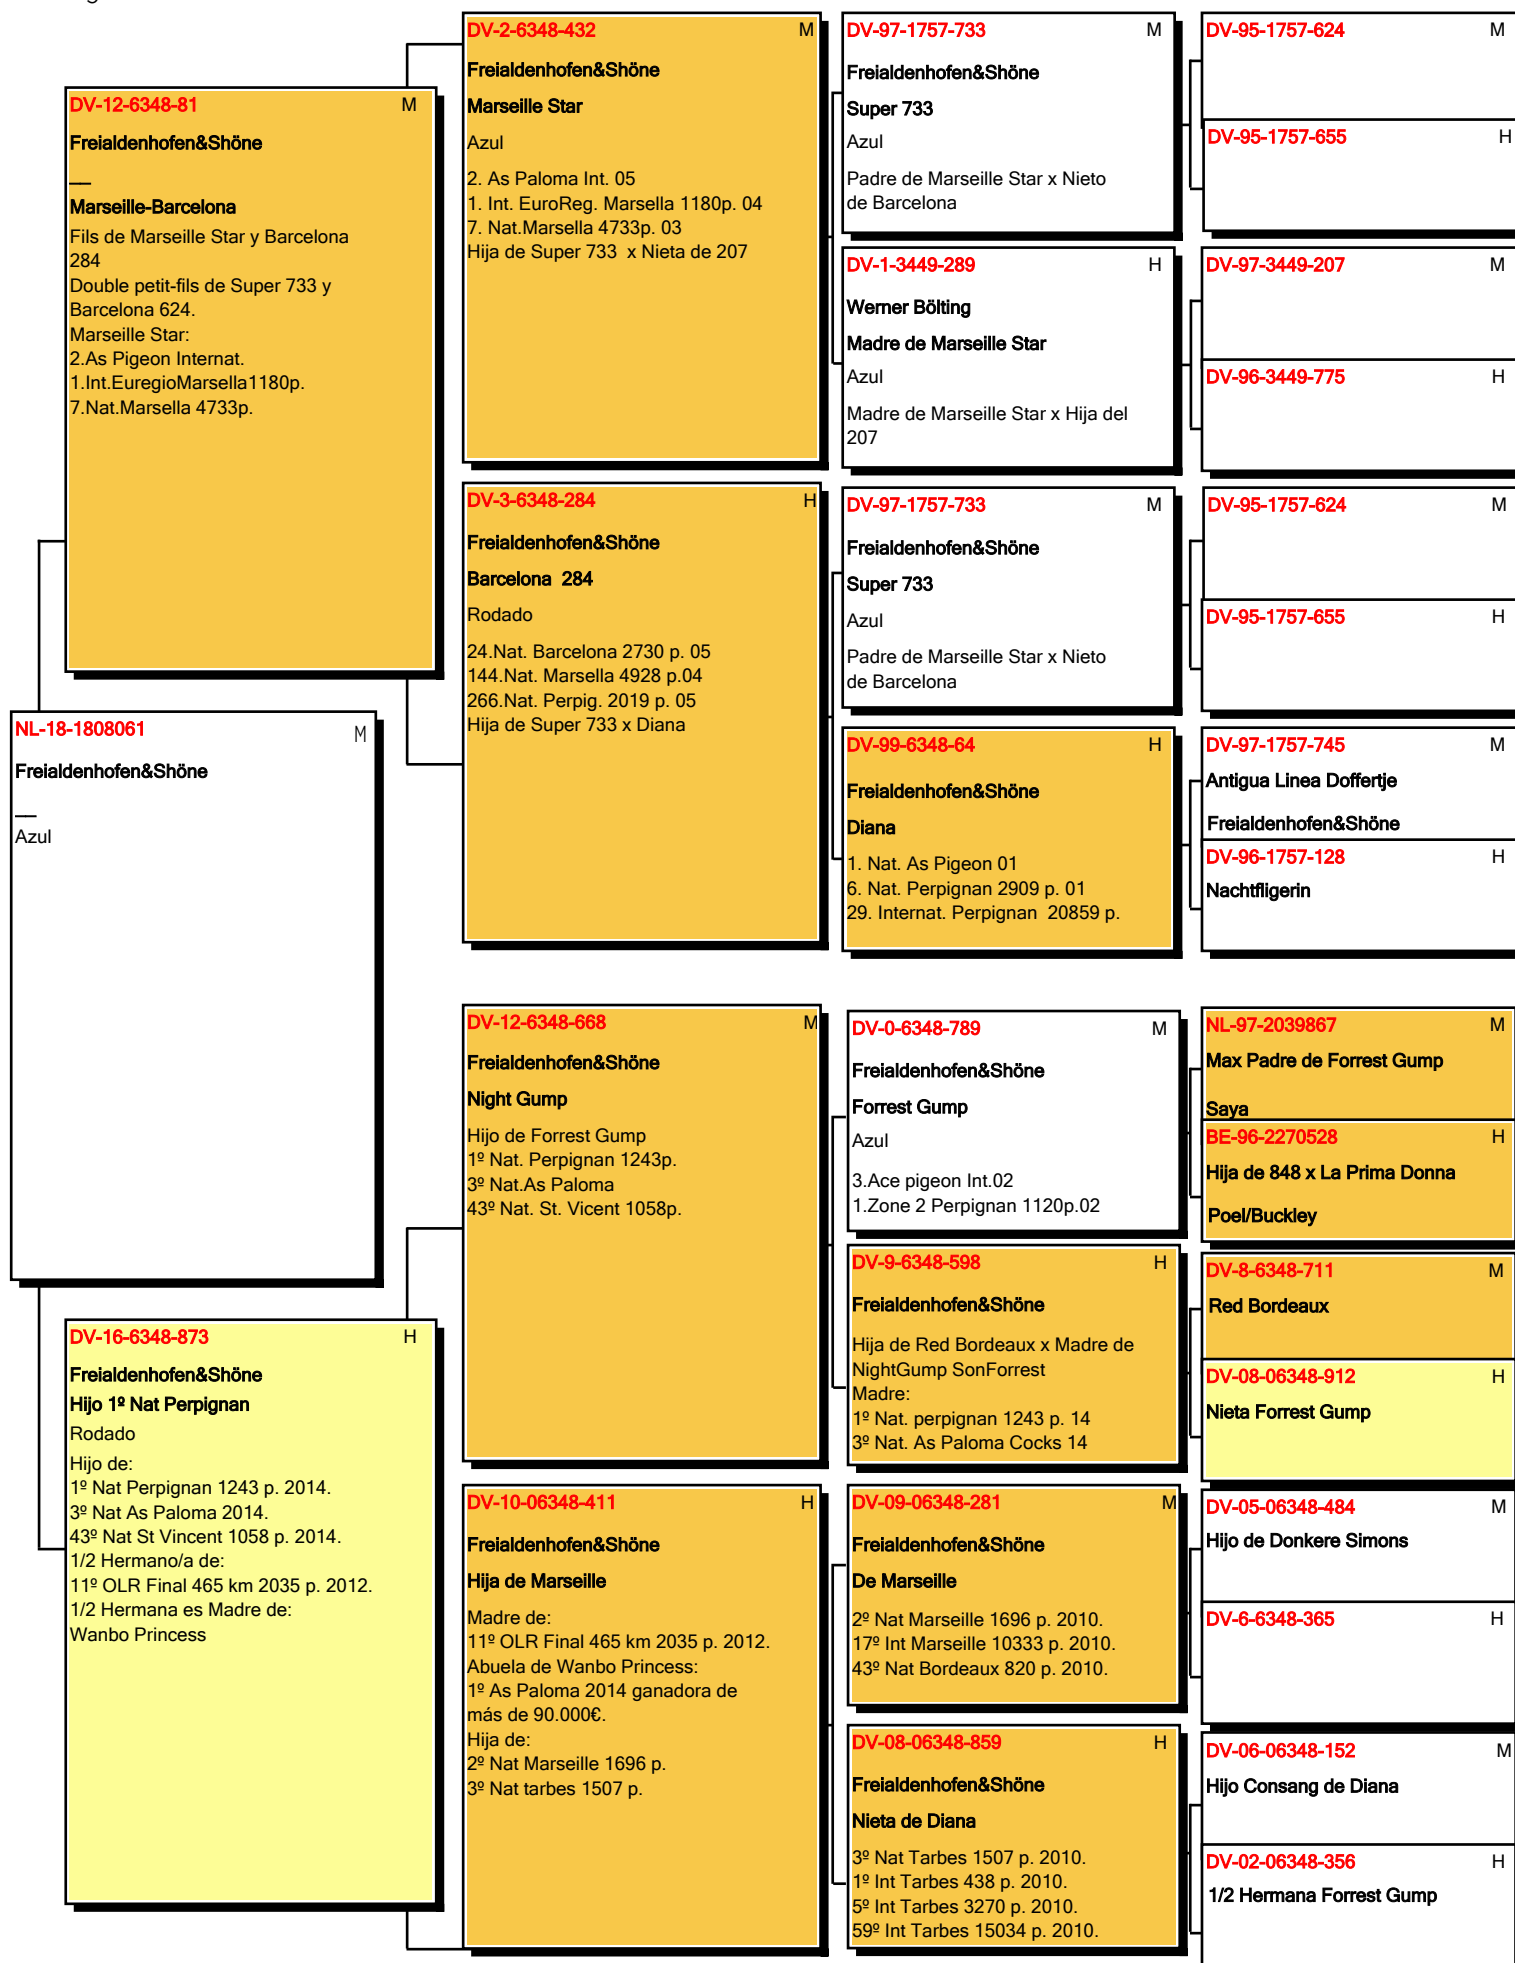 DV-12-6348-81 M
Freialdenhofen&Shöne
__
Marseille-Barcelona
Fils de Marseille Star y Barcelona
284
Double petit-fils de Super 733 y
Barcelona 624.
Marseille Star:
2.As Pigeon Internat.
1.Int.EuregioMarsella1180p.
7.Nat.Marsella 4733p.
NL-18-1808061 M
Freialdenhofen&Shöne
__
Azul
DV-16-6348-873 H
Freialdenhofen&Shöne
Hijo 1º Nat Perpignan
Rodado
Hijo de:
1º Nat Perpignan 1243 p. 2014.
3º Nat As Paloma 2014.
43º Nat St Vincent 1058 p. 2014.
1/2 Hermano/a de:
11º OLR Final 465 km 2035 p. 2012.
1/2 Hermana es Madre de:
Wanbo Princess
DV-2-6348-432 M
Freialdenhofen&Shöne
Marseille Star
Azul
2. As Paloma Int. 05
1. Int. EuroReg. Marsella 1180p. 04
7. Nat.Marsella 4733p. 03
Hija de Super 733 x Nieta de 207
DV-3-6348-284 H
Freialdenhofen&Shöne
Barcelona 284
Rodado
24.Nat. Barcelona 2730 p. 05
144.Nat. Marsella 4928 p.04
266.Nat. Perpig. 2019 p. 05
Hija de Super 733 x Diana
DV-12-6348-668 M
Freialdenhofen&Shöne
Night Gump
Hijo de Forrest Gump
1º Nat. Perpignan 1243p.
3º Nat.As Paloma
43º Nat. St. Vicent 1058p.
DV-10-06348-411 H
Freialdenhofen&Shöne
Hija de Marseille
Madre de:
11º OLR Final 465 km 2035 p. 2012.
Abuela de Wanbo Princess:
1º As Paloma 2014 ganadora de
más de 90.000€.
Hija de:
2º Nat Marseille 1696 p.
3º Nat tarbes 1507 p.
DV-97-1757-733 M
Freialdenhofen&Shöne
Super 733
Azul
Padre de Marseille Star x Nieto
de Barcelona
DV-1-3449-289 H
Werner Bölting
Madre de Marseille Star
Azul
Madre de Marseille Star x Hija del
207
DV-97-1757-733 M
Freialdenhofen&Shöne
Super 733
Azul
Padre de Marseille Star x Nieto
de Barcelona
DV-99-6348-64 H
Freialdenhofen&Shöne
Diana
1. Nat. As Pigeon 01
6. Nat. Perpignan 2909 p. 01
29. Internat. Perpignan 20859 p.
DV-0-6348-789 M
Freialdenhofen&Shöne
Forrest Gump
Azul
3.Ace pigeon Int.02
1.Zone 2 Perpignan 1120p.02
DV-9-6348-598 H
Freialdenhofen&Shöne
Hija de Red Bordeaux x Madre de
NightGump SonForrest
Madre:
1º Nat. perpignan 1243 p. 14
3º Nat. As Paloma Cocks 14
DV-09-06348-281 M
Freialdenhofen&Shöne
De Marseille
2º Nat Marseille 1696 p. 2010.
17º Int Marseille 10333 p. 2010.
43º Nat Bordeaux 820 p. 2010.
DV-08-06348-859 H
Freialdenhofen&Shöne
Nieta de Diana
3º Nat Tarbes 1507 p. 2010.
1º Int Tarbes 438 p. 2010.
5º Int Tarbes 3270 p. 2010.
59º Int Tarbes 15034 p. 2010.
DV-95-1757-624 M
DV-95-1757-655 H
DV-97-3449-207 M
DV-96-3449-775 H
DV-95-1757-624 M
DV-95-1757-655 H
DV-97-1757-745 M
Antigua Linea Doffertje
Freialdenhofen&Shöne
DV-96-1757-128 H
Nachtfligerin
NL-97-2039867 M
Max Padre de Forrest Gump
Saya
BE-96-2270528 H
Hija de 848 x La Prima Donna
Poel/Buckley
DV-8-6348-711 M
Red Bordeaux
DV-08-06348-912 H
Nieta Forrest Gump
DV-05-06348-484 M
Hijo de Donkere Simons
DV-6-6348-365 H
DV-06-06348-152 M
Hijo Consang de Diana
DV-02-06348-356 H
1/2 Hermana Forrest Gump